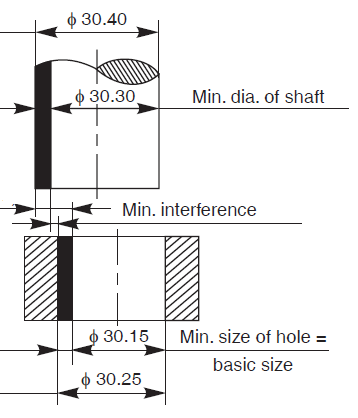 ϕ 30.40
ϕ 30.30
Min. dia. of shaft
Min. interference
ϕ 30.15
Min. size of hole =
basic size
ϕ 30.25